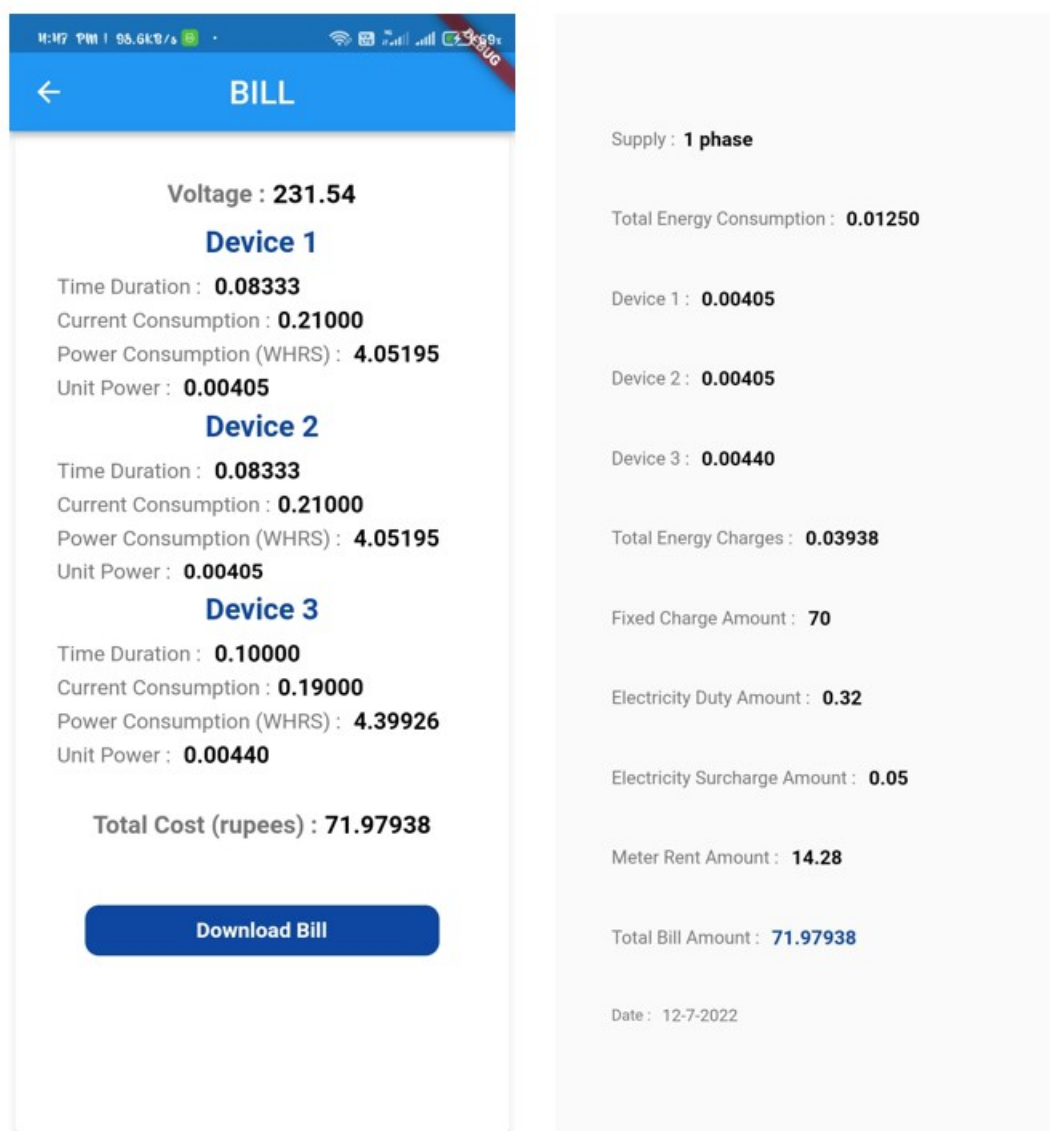 4:47 PM | 98.6KB/s
DEBUG
BILL
Voltage : 231.54
Device 1
Time Duration : 0.08333
Current Consumption : 0.21000
Power Consumption (WHRS) : 4.05195
Unit Power : 0.00405
Device 2
Time Duration : 0.08333
Current Consumption : 0.21000
Power Consumption (WHRS) : 4.05195
Unit Power : 0.00405
Device 3
Time Duration : 0.10000
Current Consumption : 0.19000
Power Consumption (WHRS) : 4.39926
Unit Power : 0.00440
Total Cost (rupees) : 71.97938
Download Bill
Supply : 1 phase
Total Energy Consumption : 0.01250
Device 1 : 0.00405
Device 2 : 0.00405
Device 3 : 0.00440
Total Energy Charges : 0.03938
Fixed Charge Amount : 70
Electricity Duty Amount : 0.32
Electricity Surcharge Amount : 0.05
Meter Rent Amount : 14.28
Total Bill Amount : 71.97938
Date : 12-7-2022